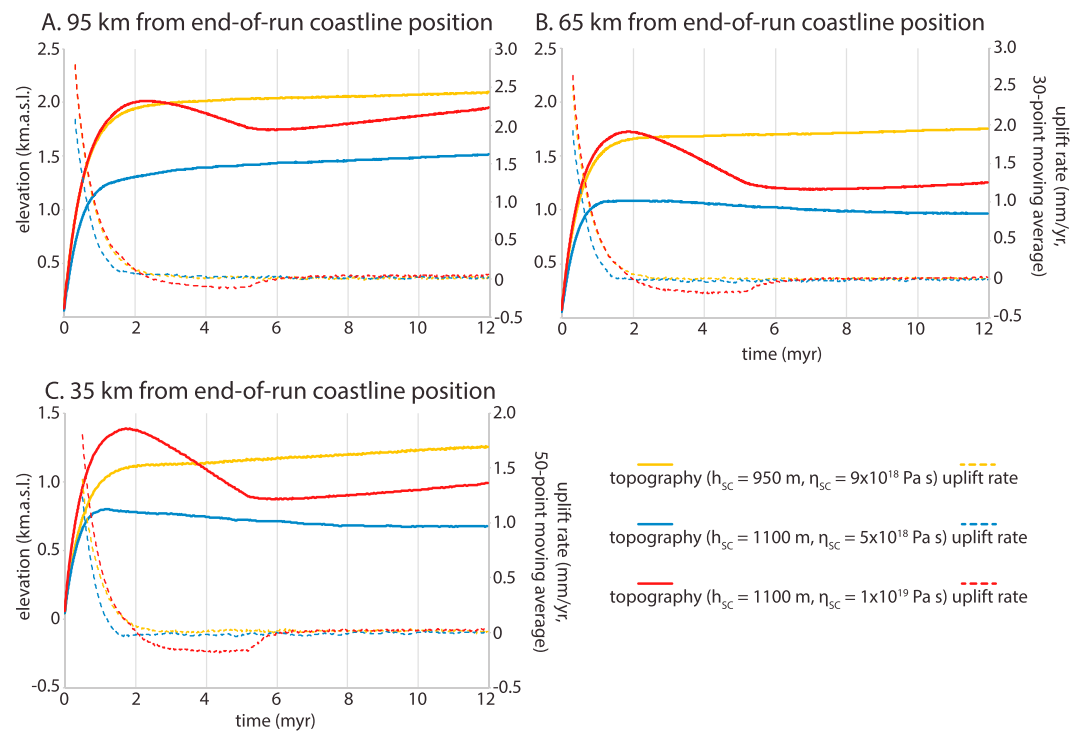 A. 95 km from end-of-run coastline position
2.5
2.0
1.5
1.0
0.5
elevation (km.a.s.l.)
3.0
2.5
2.0
1.5
1.0
0.5
0
-0.5
0 2 4 6 8 10 12
B. 65 km from end-of-run coastline position
2.5
2.0
1.5
1.0
0.5
3.0
2.5
2.0
1.5
1.0
0.5
0
-0.5
uplift rate (mm/yr,
30-point moving average)
0 2 4 6 8 10 12
time (myr)
C. 35 km from end-of-run coastline position
1.5
1.0
0.5
0
-0.5
elevation (km.a.s.l.)
2.0
1.5
1.0
0.5
0
-0.5
uplift rate (mm/yr,
50-point moving average)
0 2 4 6 8 10 12
time (myr)
topography (hSC = 950 m, ηSC = 9x10¹⁸ Pa s) uplift rate
topography (hSC = 1100 m, ηSC = 5x10¹⁸ Pa s) uplift rate
topography (hSC = 1100 m, ηSC = 1x10¹⁹ Pa s) uplift rate